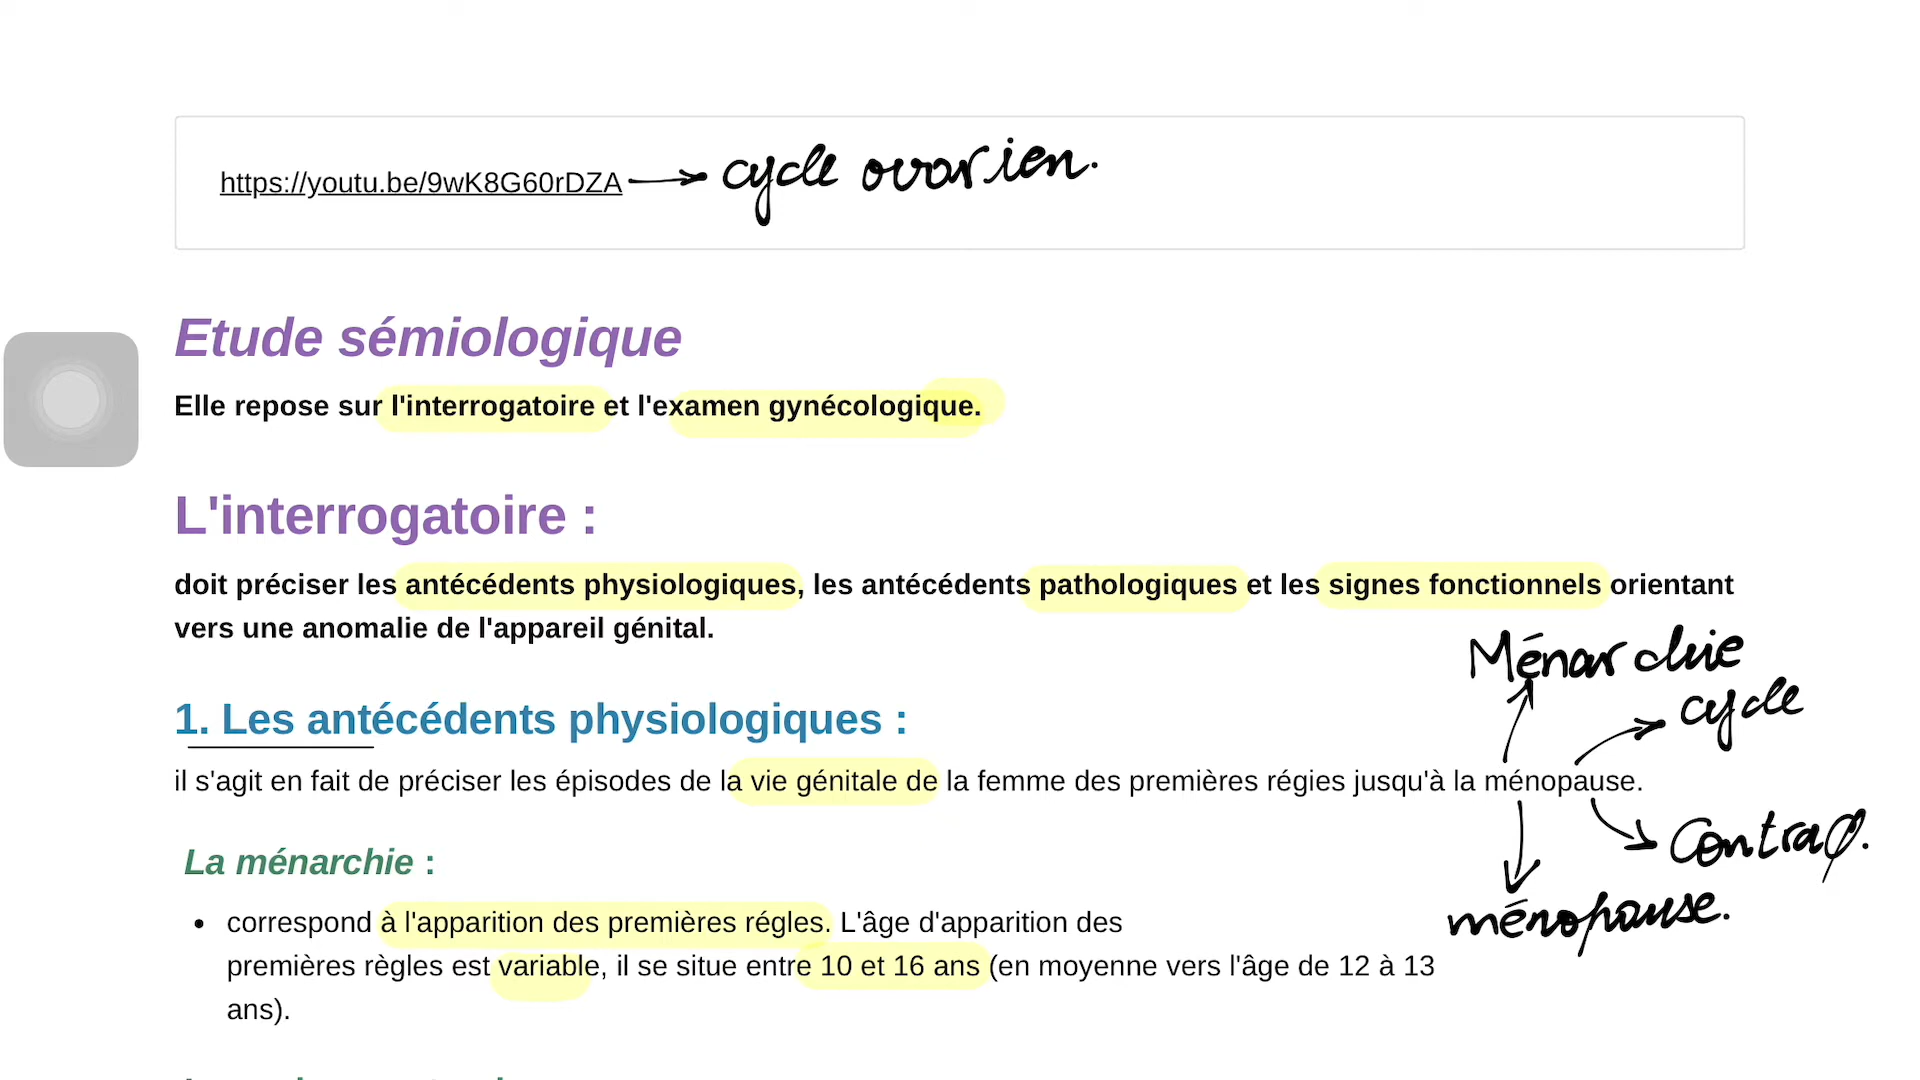 https://youtu.be/9wK8G60rDZA → cycle ovarien.
Etude sémiologique
Elle repose sur l'interrogatoire et l'examen gynécologique.
L'interrogatoire :
doit préciser les antécédents physiologiques, les antécédents pathologiques et les signes fonctionnels orientant
vers une anomalie de l'appareil génital.
Ménarchie
cycle
1. Les antécédents physiologiques :
il s'agit en fait de préciser les épisodes de la vie génitale de la femme des premières régies jusqu'à la ménopause.
Contrap.
ménopause.
La ménarchie :
• correspond à l'apparition des premières régles. L'âge d'apparition des
premières règles est variable, il se situe entre 10 et 16 ans (en moyenne vers l'âge de 12 à 13
ans).